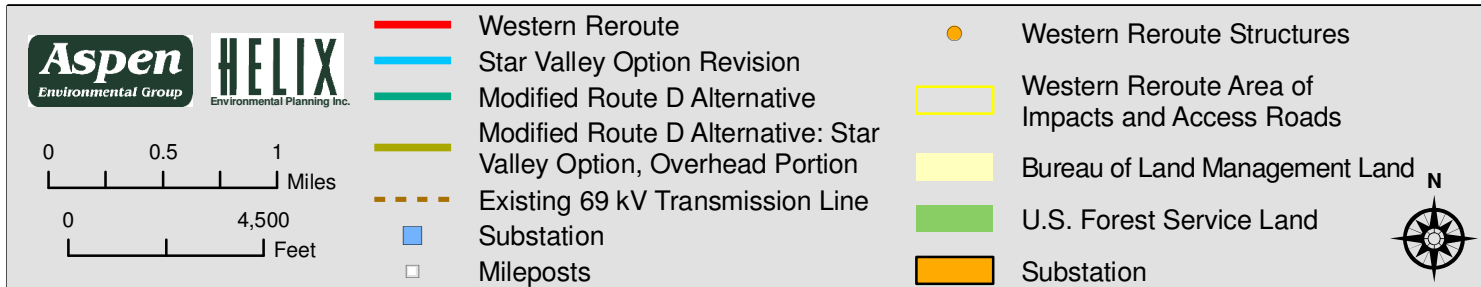 Aspen
Environmental Group
HELIX
Environmental Planning Inc.
0 0.5 1
Miles
0 4,500
Feet
Western Reroute
Star Valley Option Revision
Modified Route D Alternative
Modified Route D Alternative: Star
Valley Option, Overhead Portion
Existing 69 kV Transmission Line
Substation
Mileposts
Western Reroute Structures
Western Reroute Area of
Impacts and Access Roads
Bureau of Land Management Land
U.S. Forest Service Land
Substation
N